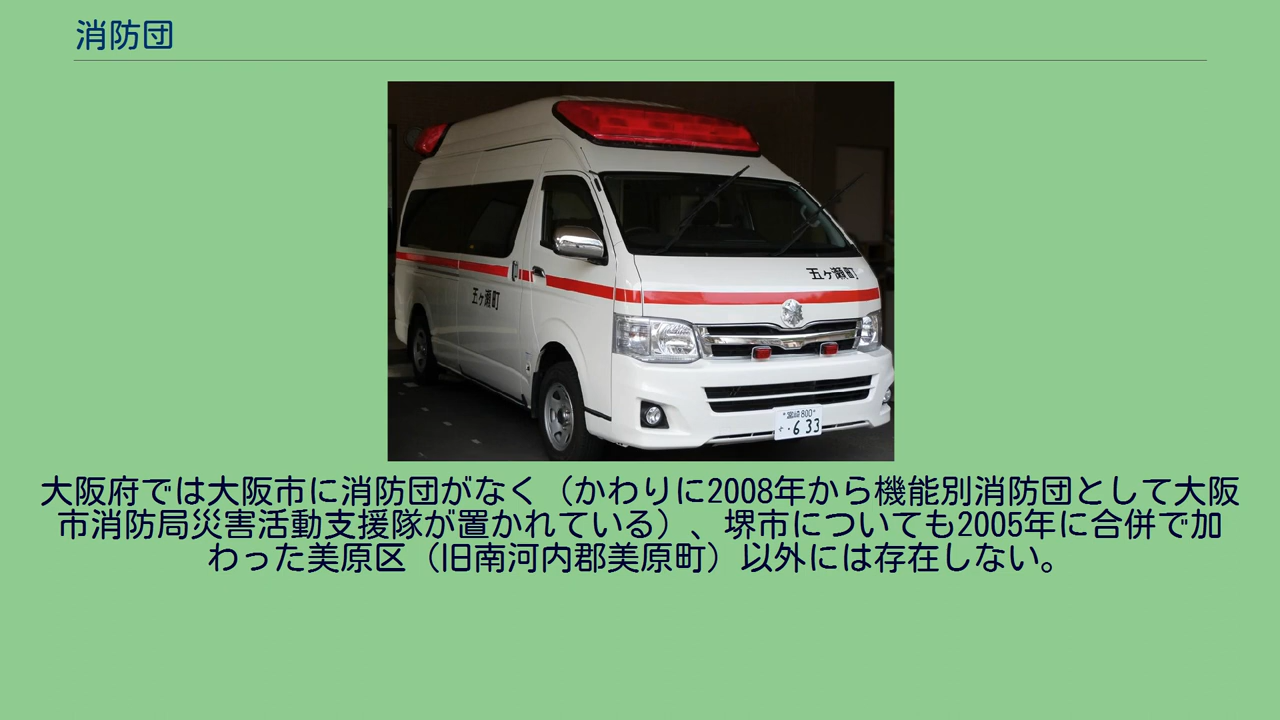 消防団
五ヶ瀬町
五ヶ瀬町
宮崎 800
・633
大阪府では大阪市に消防団がなく（かわりに2008年から機能別消防団として大阪
市消防局災害活動支援隊が置かれている）、堺市についても2005年に合併で加
わった美原区（旧南河内郡美原町）以外には存在しない。